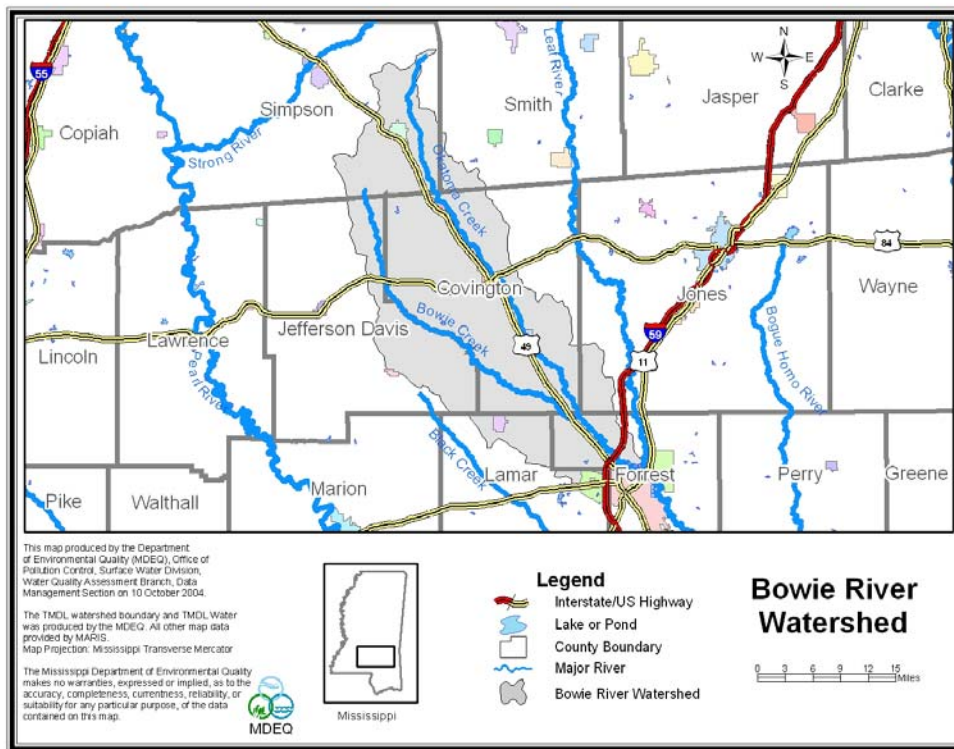 N
W E
S
55
Copiah
Simpson
Smith
Jasper
Clarke
Leaf River
Strong River
Okatoma Creek
84
Covington
Jones
Wayne
Lincoln
Lawrence
Jefferson Davis
Bowie Creek
49
59
11
Pearl River
Bogue Homo River
Black Creek
Pike
Walthall
Marion
Lamar
Forrest
Perry
Greene
This map produced by the Department
of Environmental Quality (MDEQ), Office of
Pollution Control, Surface Water Division,
Water Quality Assessment Branch, Data
Management Section on 10 October 2004.
The TMDL watershed boundary and TMDL Water
was produced by the MDEQ. All other map data
provided by MARIS.
Map Projection: Mississippi Transverse Mercator
The Mississippi Department of Environmental Quality
makes no warranties, expressed or implied, as to the
accuracy, completeness, currentness, reliability, or
suitability for any particular purpose, of the data
contained on this map.
MDEQ
Mississippi
Legend
Interstate/US Highway
Lake or Pond
County Boundary
Major River
Bowie River Watershed
Bowie River
Watershed
0 3 6 9 12 15
Miles